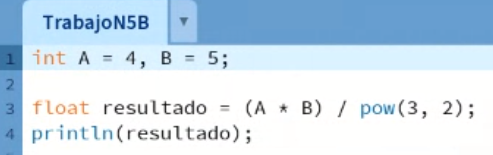 TrabajoN5B ▼
1 int A = 4, B = 5;
2
3 float resultado = (A * B) / pow(3, 2);
4 println(resultado);